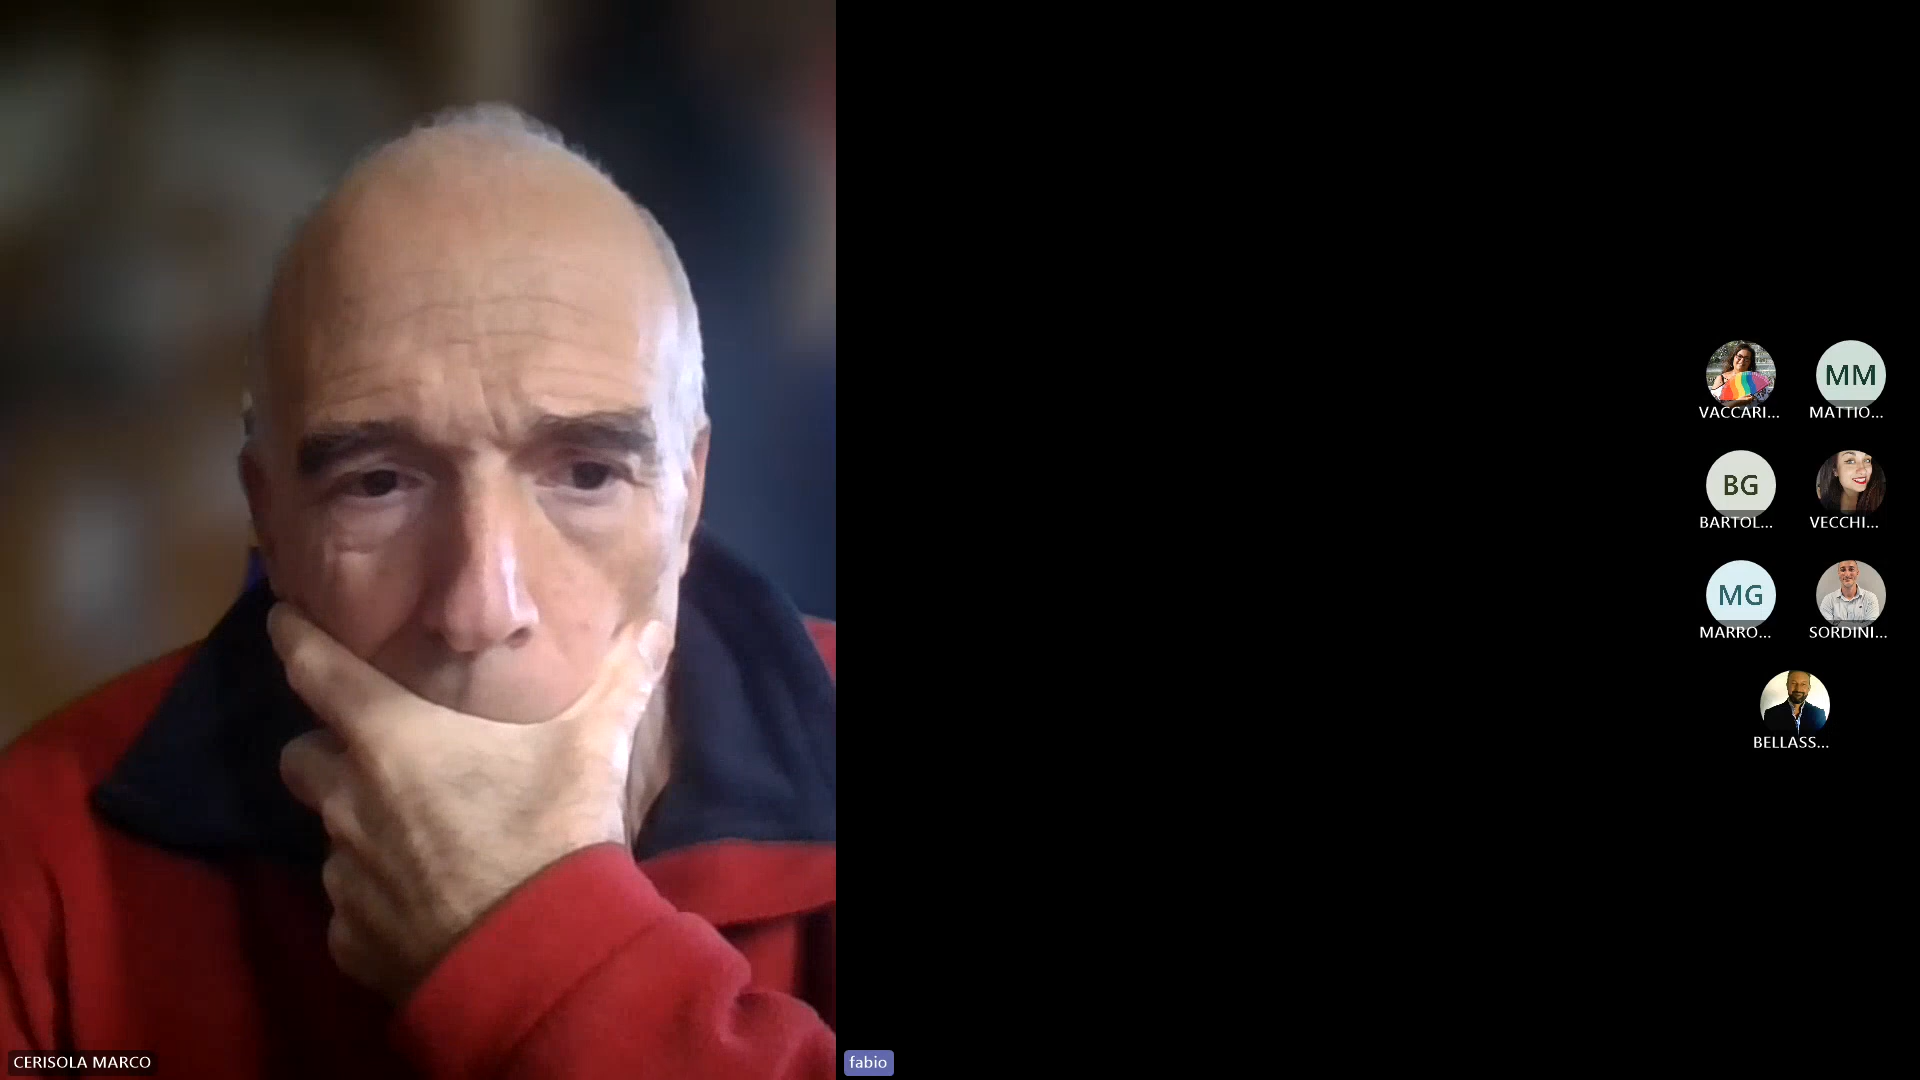 MM
VACCARI...
MATTIO...
BG
BARTOL...
VECCHI...
MG
MARRO...
SORDINI...
BELLASS...
CERISOLA MARCO
fabio